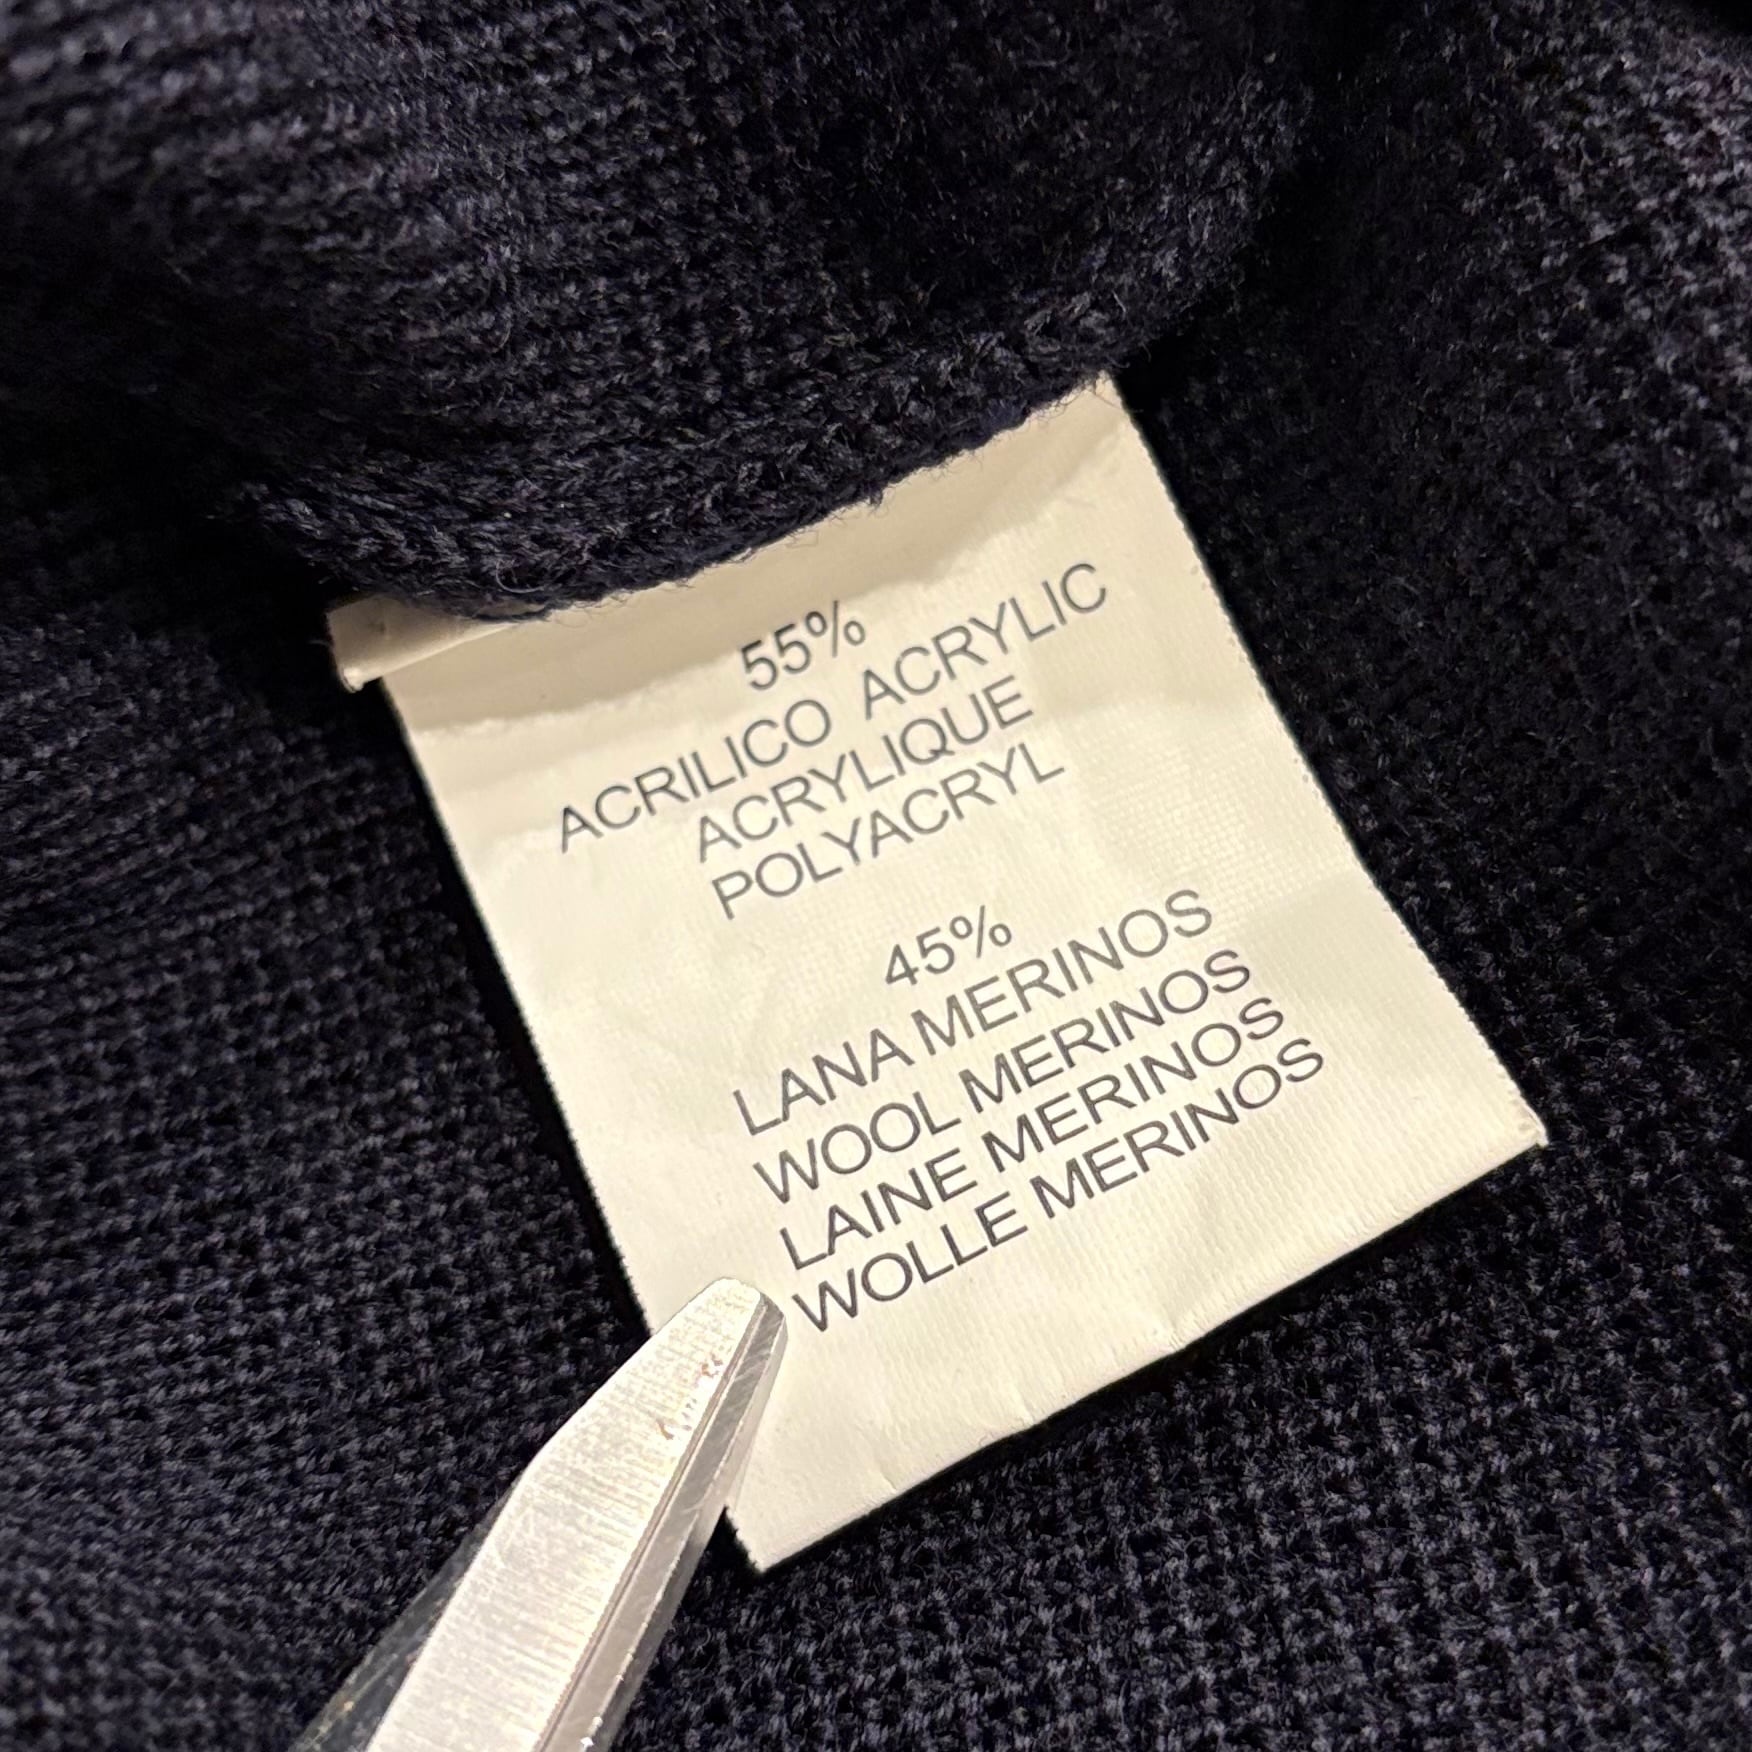 55%
ACRILICO ACRYLIC
ACRYLIQUE
POLYACRYL
45%
LANA MERINOS
WOOL MERINOS
LAINE MERINOS
WOLLE MERINOS